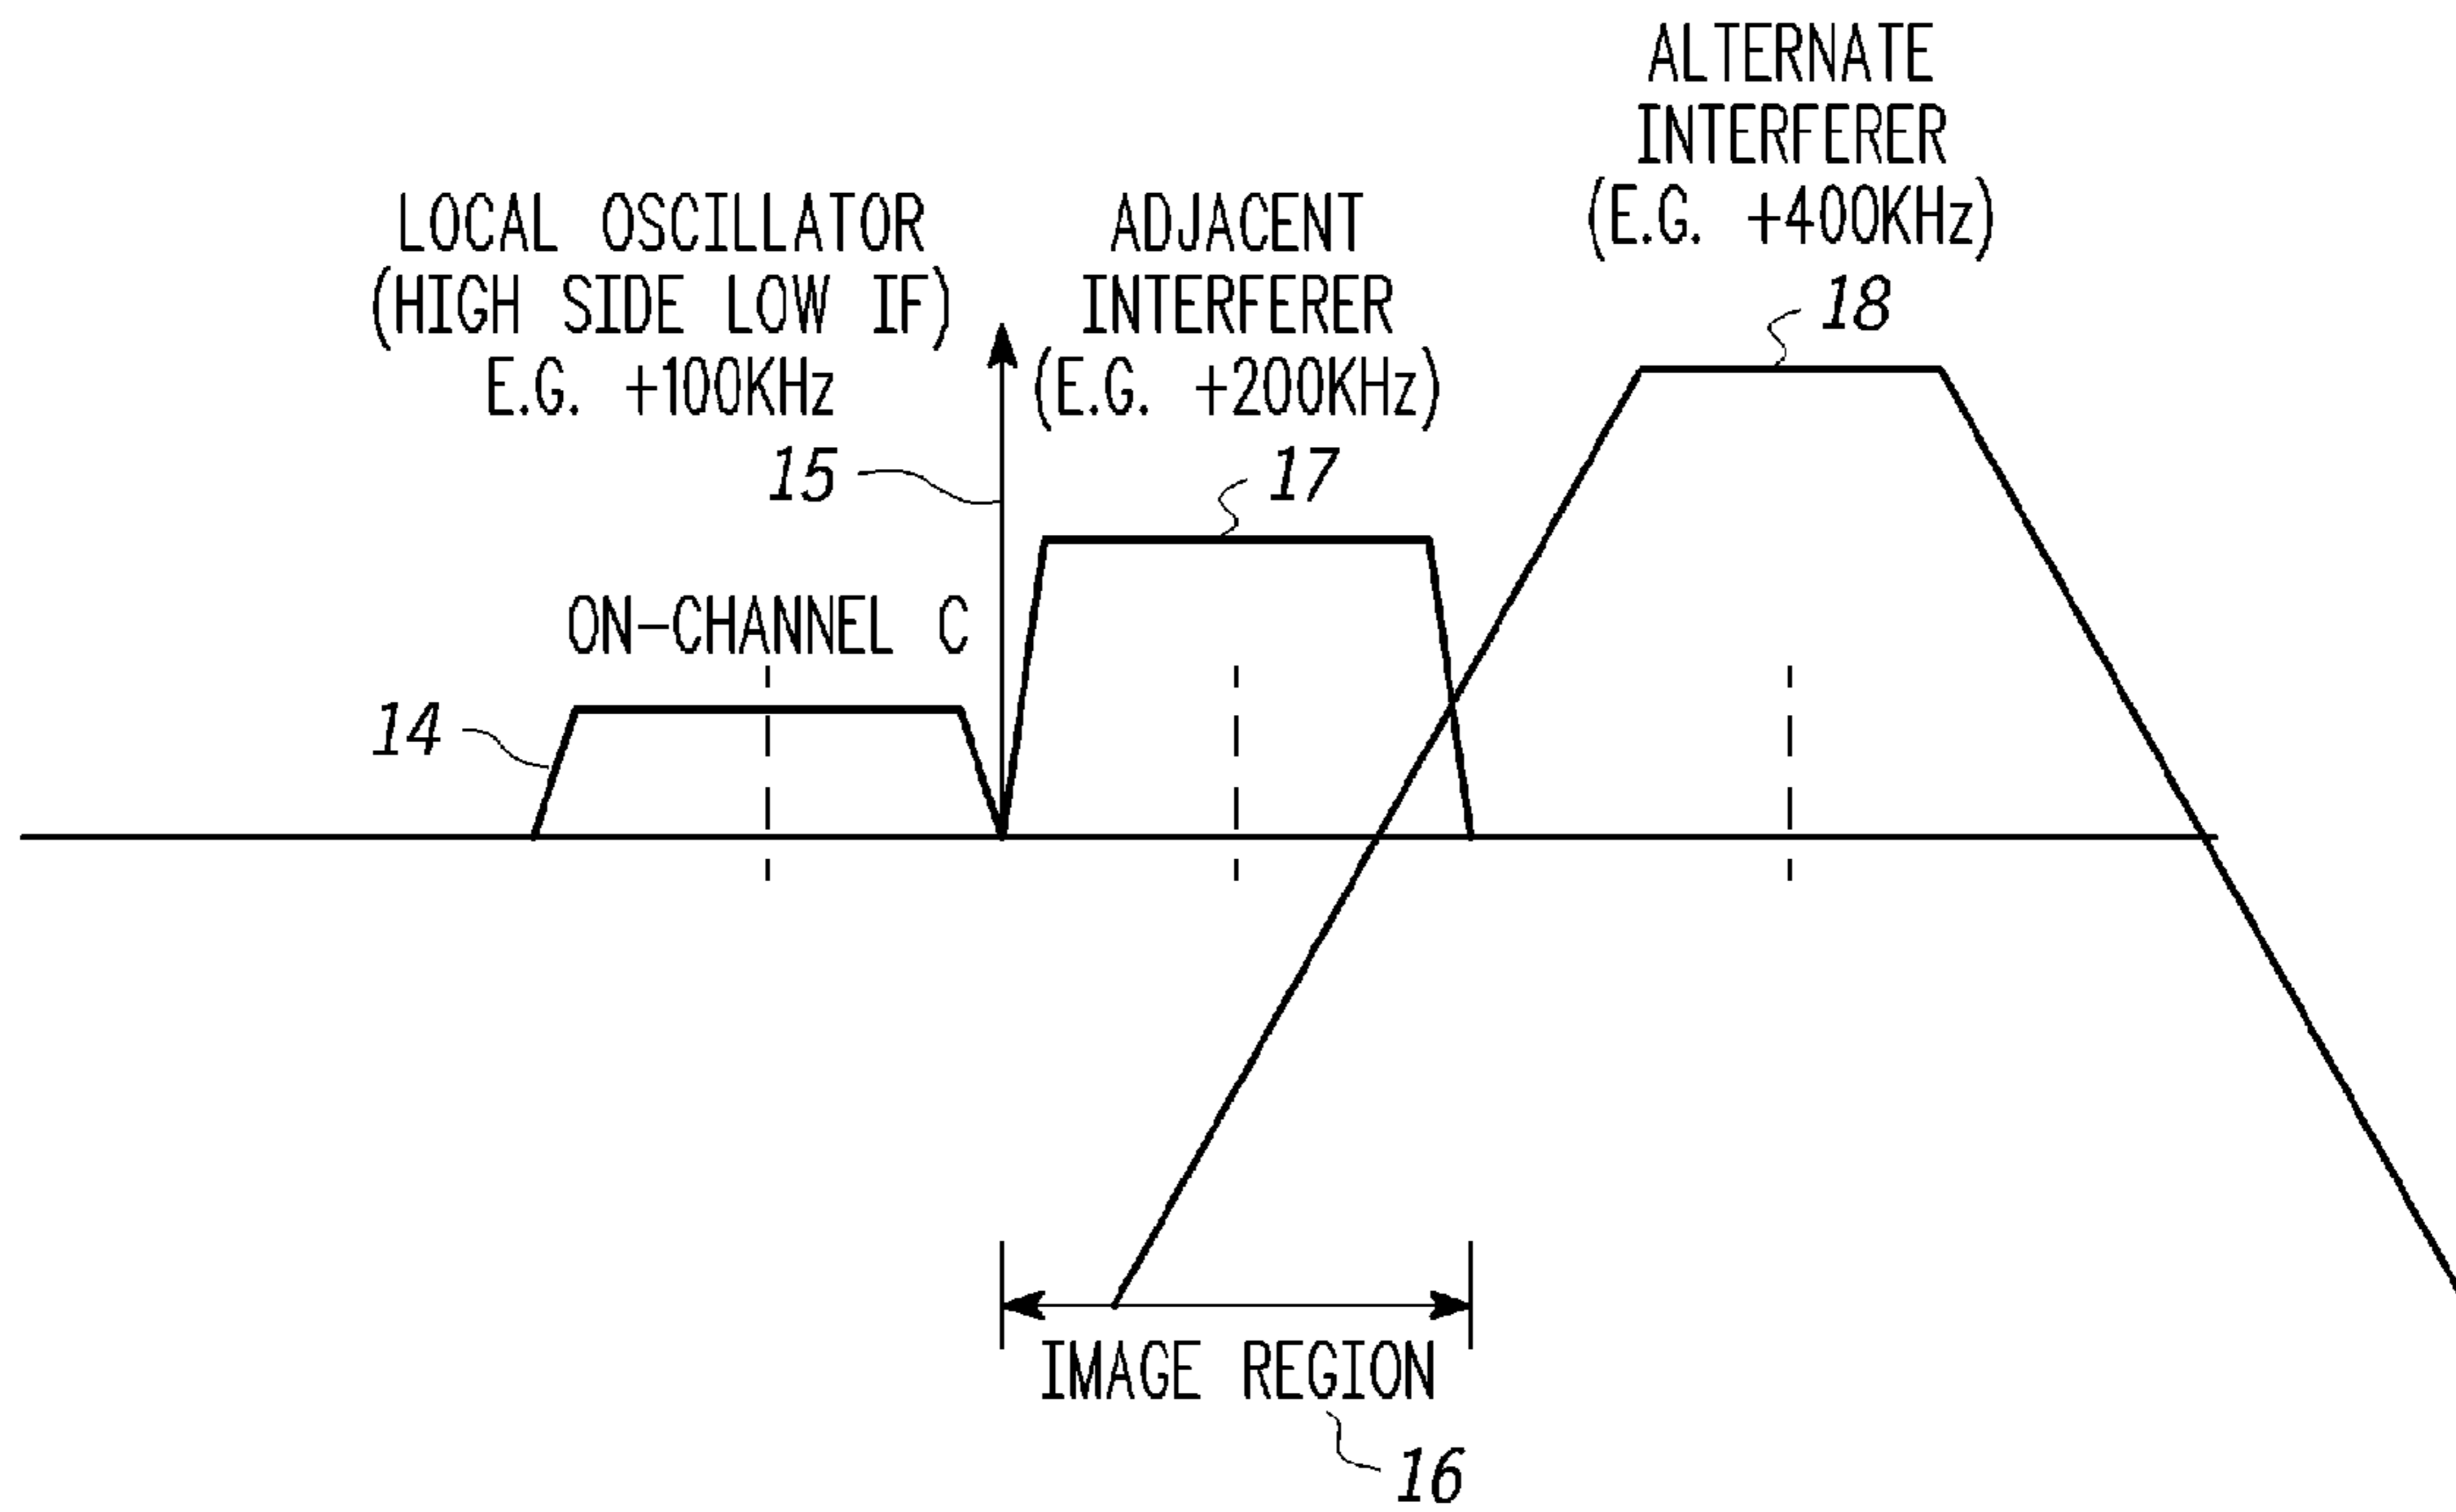 ALTERNATE
INTERFERER
(E.G. +400KHz)
18
LOCAL OSCILLATOR
(HIGH SIDE LOW IF)
E.G. +100KHz
15
ADJACENT
INTERFERER
(E.G. +200KHz)
17
ON-CHANNEL C
14
IMAGE REGION
16